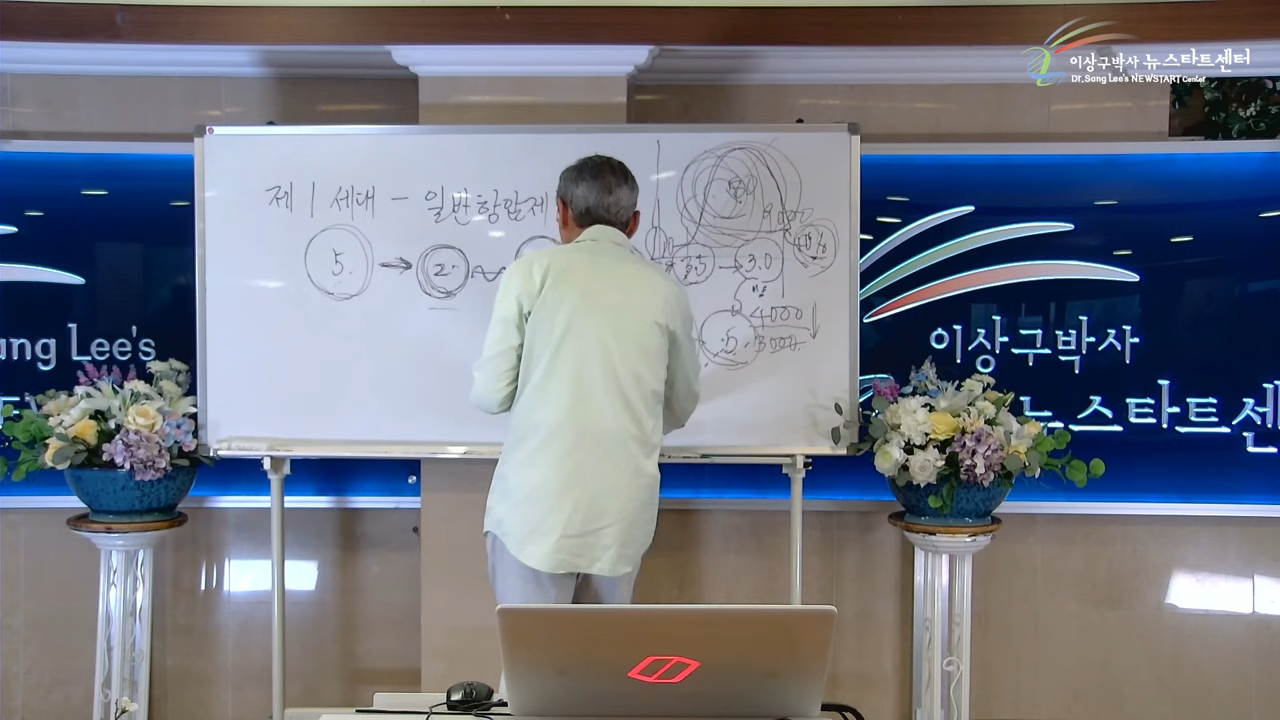 이상구박사 뉴스타트센터
Dr. Sang Lee's NEWSTART Center
제 1 세대 - 일반항암제
5. → 2.
3.5 → 3.0
4000 ↓
.5. 3000
ang Lee's
이상구박사
뉴스타트센